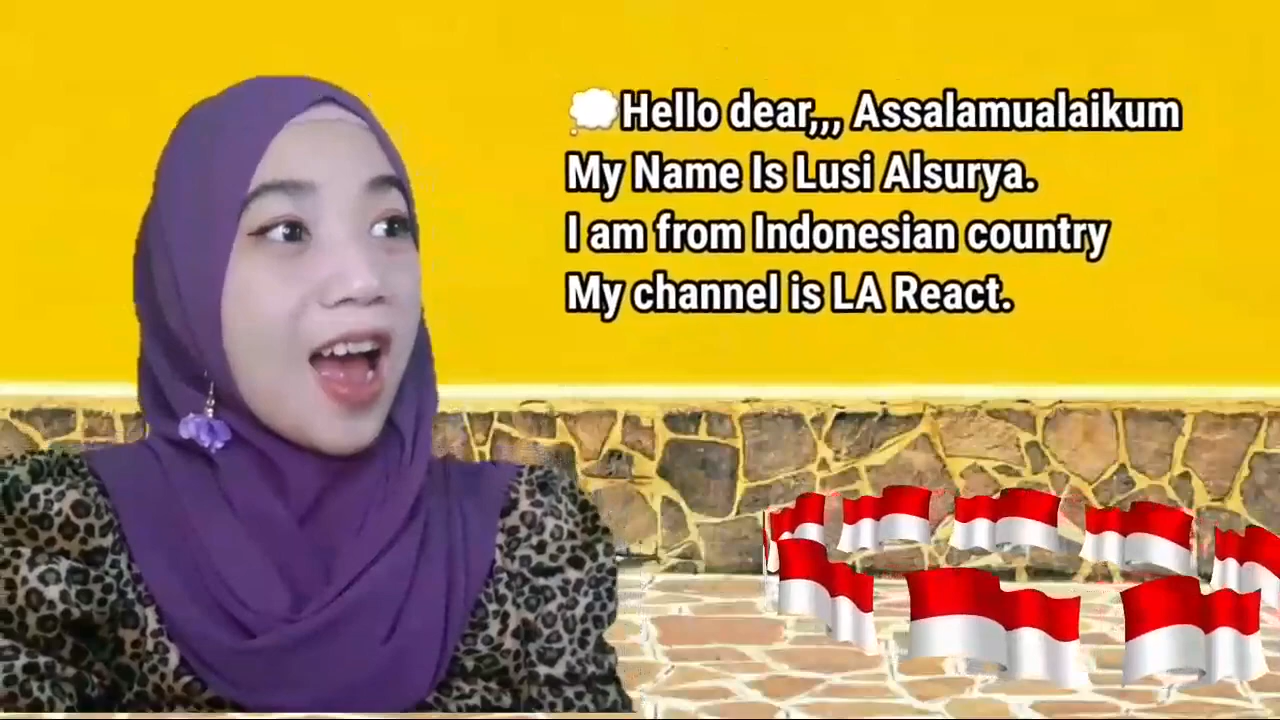 💭Hello dear,,, Assalamualaikum
My Name Is Lusi Alsurya.
I am from Indonesian country
My channel is LA React.